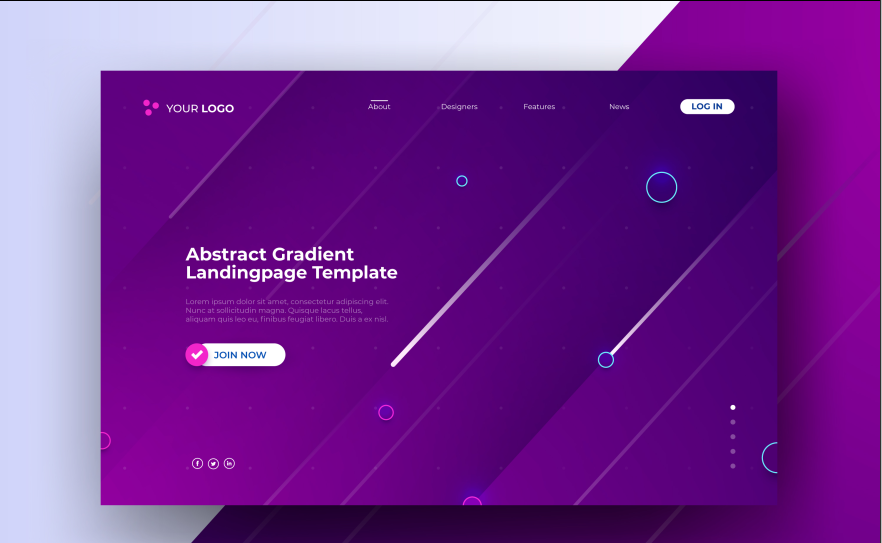 YOUR LOGO
About
Designers
Features
News
LOG IN
Abstract Gradient
Landingpage Template
Lorem ipsum dolor sit amet, consectetur adipiscing elit.
Nunc at sollicitudin magna. Quisque lacus tellus,
aliquam quis leo eu, finibus feugiat libero. Duis a ex nisl.
JOIN NOW